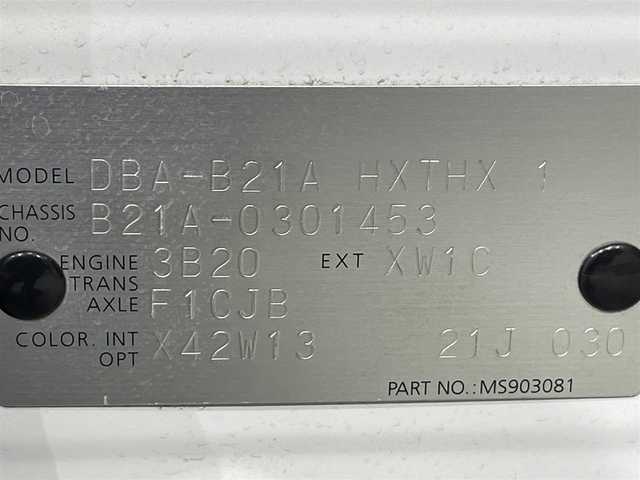 MODEL DBA-B21A HXTHX 1
CHASSIS NO. B21A-0301453
ENGINE 3B20 EXT XW1C
TRANS AXLE F1CJB
COLOR. INT OPT X42W13 21J 030
PART NO.: MS903081